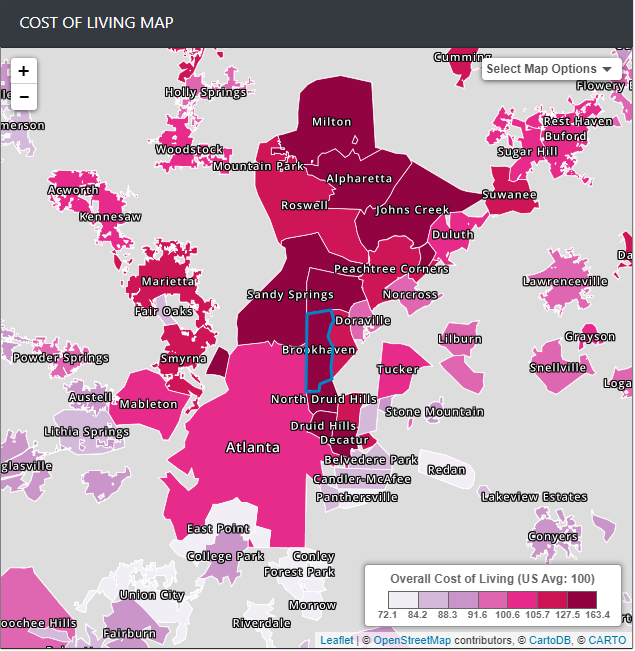 COST OF LIVING MAP
+
−
Cumming
Select Map Options
Holly Springs
Flowery
merson
Milton
Rest Haven
Buford
Woodstock
Sugar Hill
Mountain Park
Alpharetta
Acworth
Suwanee
Roswell
Johns Creek
Kennesaw
Duluth
Peachtree Corners
Marietta
Lawrenceville
Sandy Springs
Norcross
Fair Oaks
Doraville
Grayson
Lilburn
Brookhaven
Powder Springs
Smyrna
Snellville
Tucker
Loga
Austell
North Druid Hills
Mableton
Stone Mountain
Druid Hills
Lithia Springs
Decatur
Atlanta
Belvedere Park
glasville
Redan
Candler-McAfee
Panthersville
Lakeview Estates
East Point
Conyers
College Park
Conley
Forest Park
Overall Cost of Living (US Avg: 100)
Union City
Morrow
72.1 84.2 88.3 91.6 100.6 105.7 127.5 163.4
oochee Hills
Riverdale
Fairburn
Leaflet | © OpenStreetMap contributors, © CartoDB, © CARTO